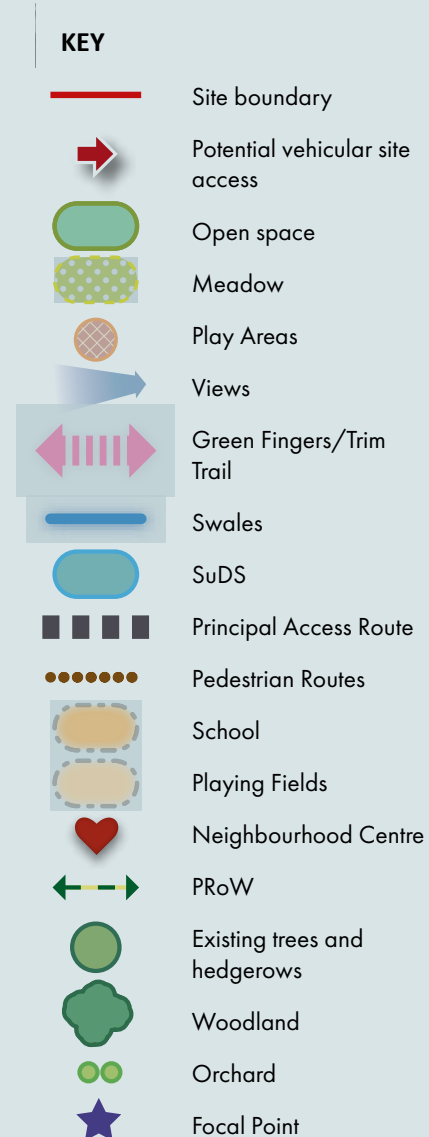 KEY
Site boundary
Potential vehicular site
access
Open space
Meadow
Play Areas
Views
Green Fingers/Trim
Trail
Swales
SuDS
Principal Access Route
Pedestrian Routes
School
Playing Fields
Neighbourhood Centre
PRoW
Existing trees and
hedgerows
Woodland
Orchard
Focal Point